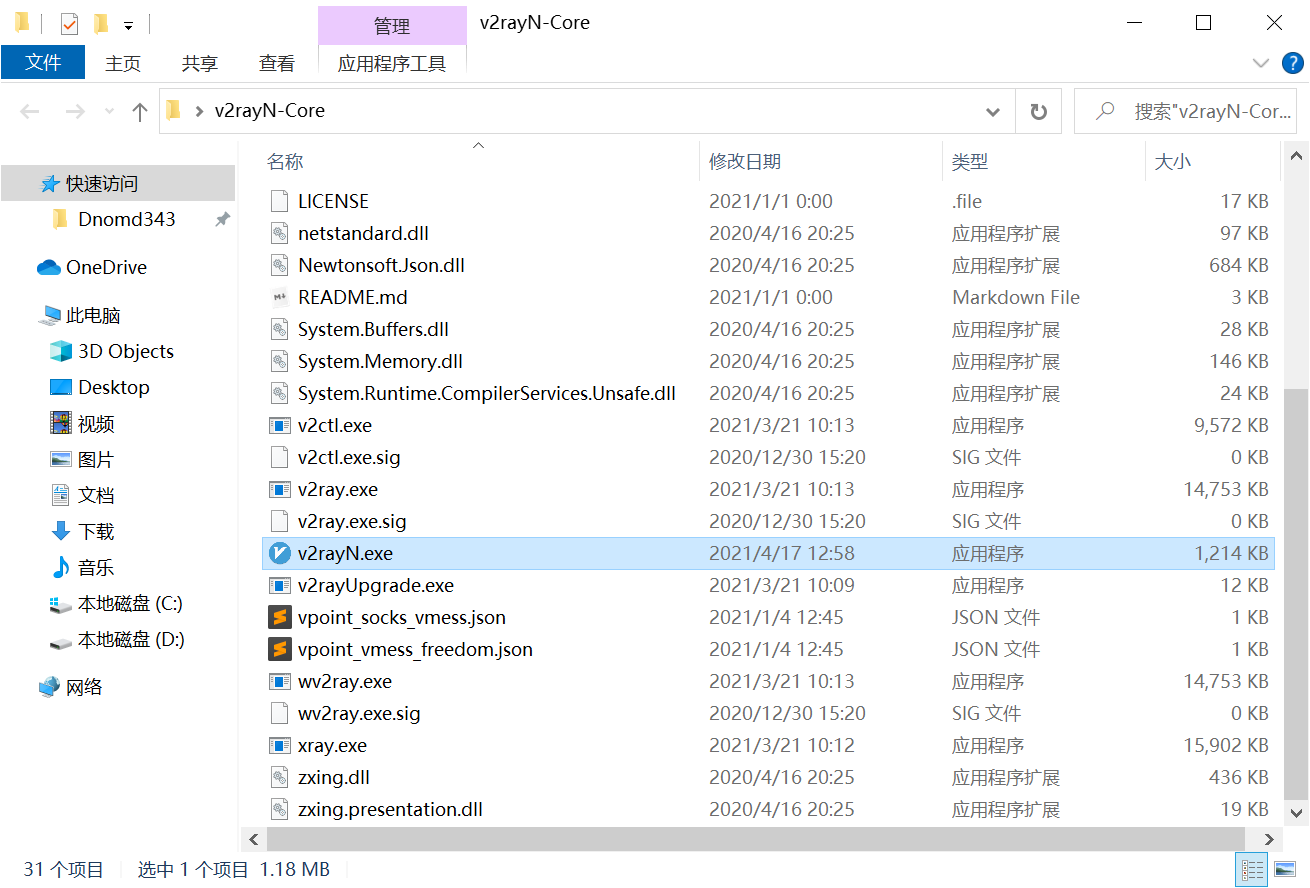 管理 v2rayN-Core
文件 主页 共享 查看 应用程序工具 ?
v2rayN-Core 搜索"v2rayN-Cor...
快速访问
Dnomd343
OneDrive
此电脑
3D Objects
Desktop
视频
图片
文档
下载
音乐
本地磁盘 (C:)
本地磁盘 (D:)
网络
名称 修改日期 类型 大小
LICENSE 2021/1/1 0:00 .file 17 KB
netstandard.dll 2020/4/16 20:25 应用程序扩展 97 KB
Newtonsoft.Json.dll 2020/4/16 20:25 应用程序扩展 684 KB
README.md 2021/1/1 0:00 Markdown File 3 KB
System.Buffers.dll 2020/4/16 20:25 应用程序扩展 28 KB
System.Memory.dll 2020/4/16 20:25 应用程序扩展 146 KB
System.Runtime.CompilerServices.Unsafe.dll 2020/4/16 20:25 应用程序扩展 24 KB
v2ctl.exe 2021/3/21 10:13 应用程序 9,572 KB
v2ctl.exe.sig 2020/12/30 15:20 SIG 文件 0 KB
v2ray.exe 2021/3/21 10:13 应用程序 14,753 KB
v2ray.exe.sig 2020/12/30 15:20 SIG 文件 0 KB
v2rayN.exe 2021/4/17 12:58 应用程序 1,214 KB
v2rayUpgrade.exe 2021/3/21 10:09 应用程序 12 KB
vpoint_socks_vmess.json 2021/1/4 12:45 JSON 文件 1 KB
vpoint_vmess_freedom.json 2021/1/4 12:45 JSON 文件 1 KB
wv2ray.exe 2021/3/21 10:13 应用程序 14,753 KB
wv2ray.exe.sig 2020/12/30 15:20 SIG 文件 0 KB
xray.exe 2021/3/21 10:12 应用程序 15,902 KB
zxing.dll 2020/4/16 20:25 应用程序扩展 436 KB
zxing.presentation.dll 2020/4/16 20:25 应用程序扩展 19 KB
31 个项目 选中 1 个项目 1.18 MB